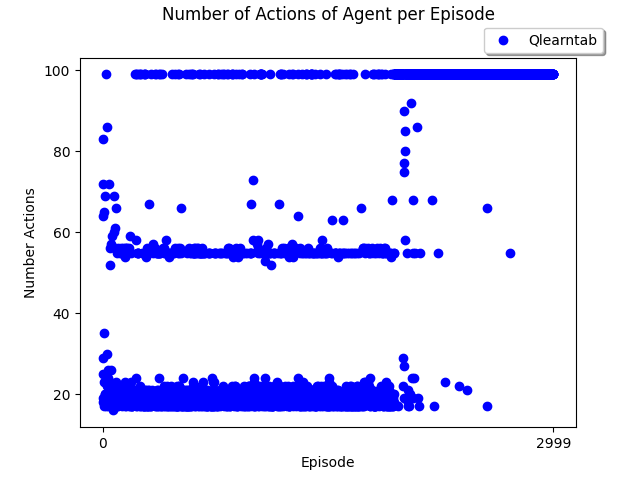 Number of Actions of Agent per Episode
Qlearntab
100
80
60
40
20
Number Actions
0
2999
Episode